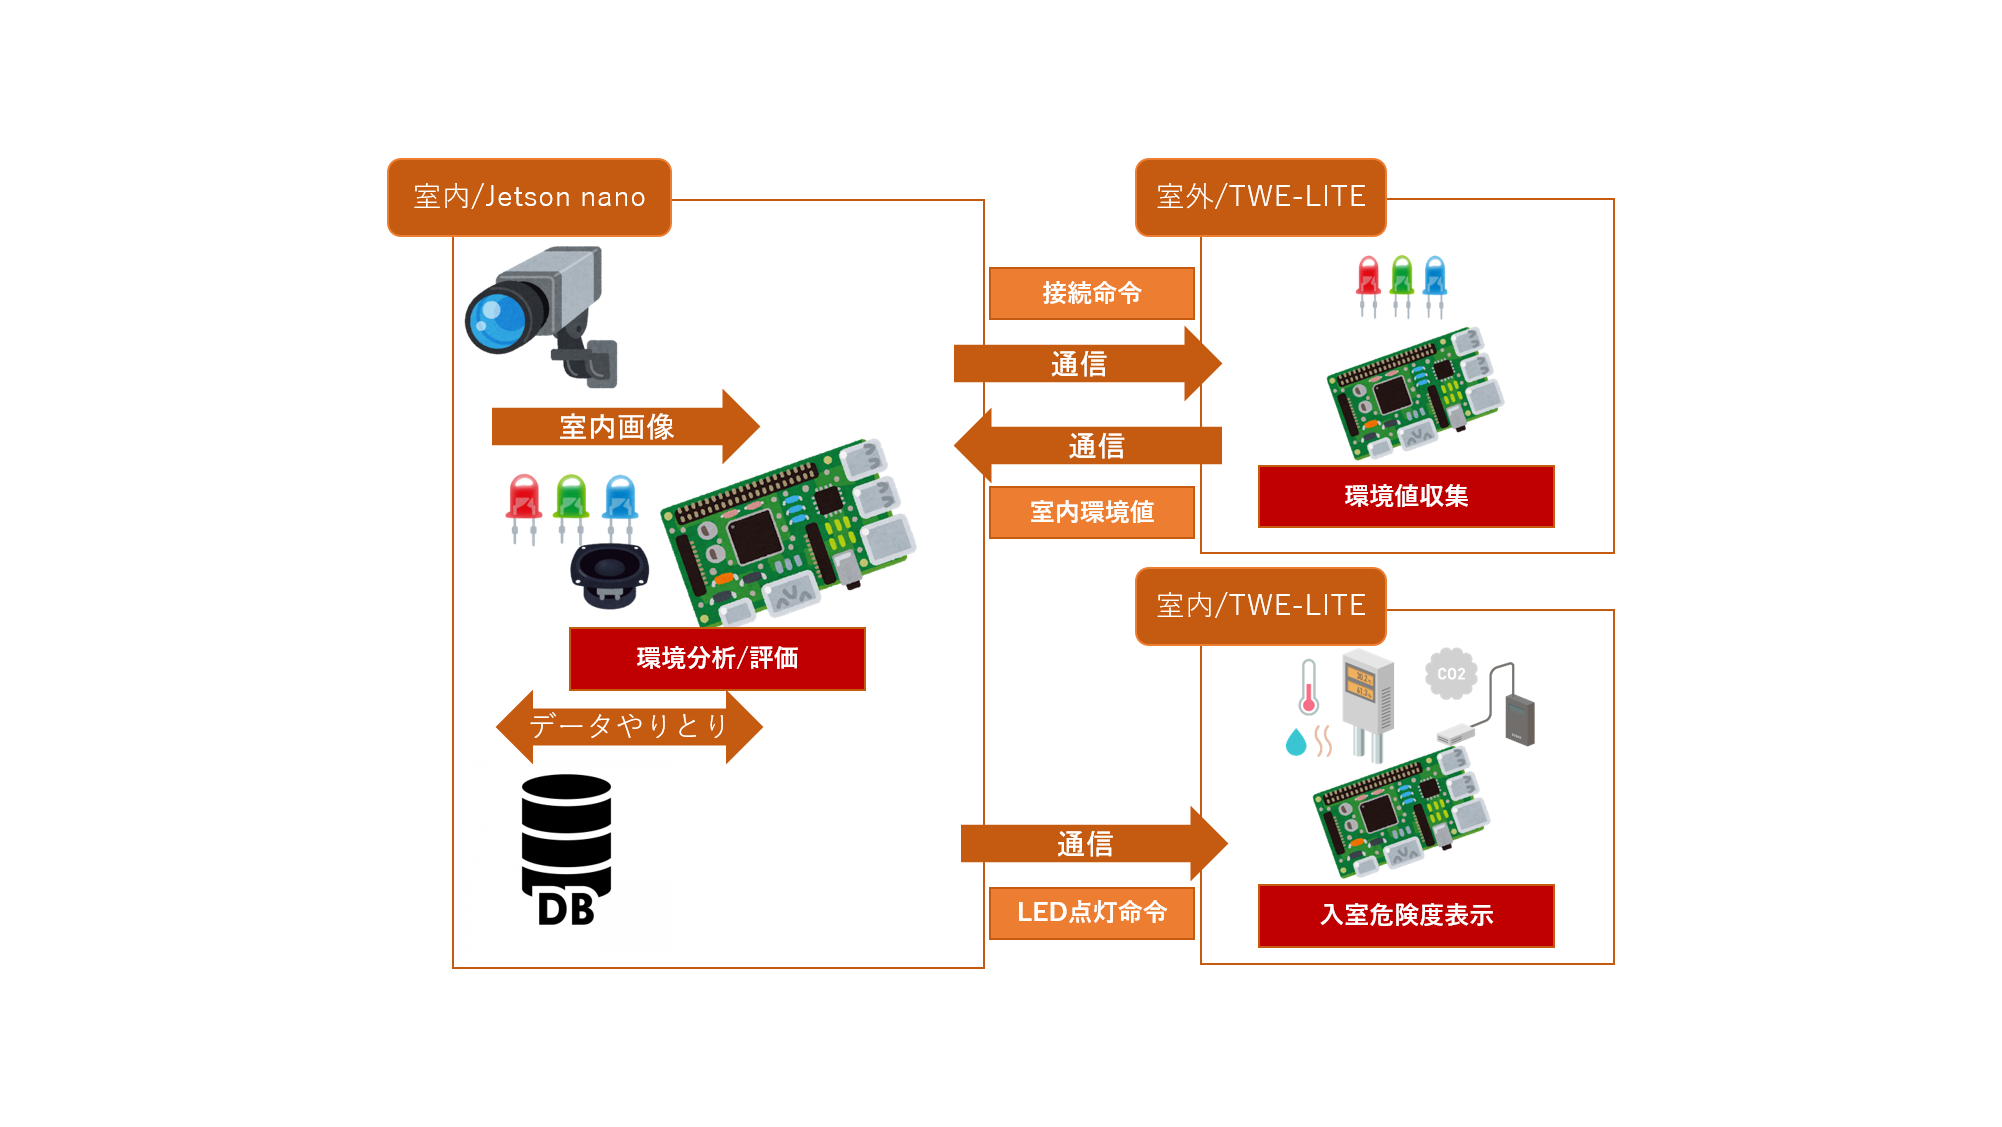 室内/Jetson nano
室内画像
環境分析/評価
データやりとり
DB
接続命令
通信
通信
室内環境値
通信
LED点灯命令
室外/TWE-LITE
環境値収集
室内/TWE-LITE
CO2
入室危険度表示